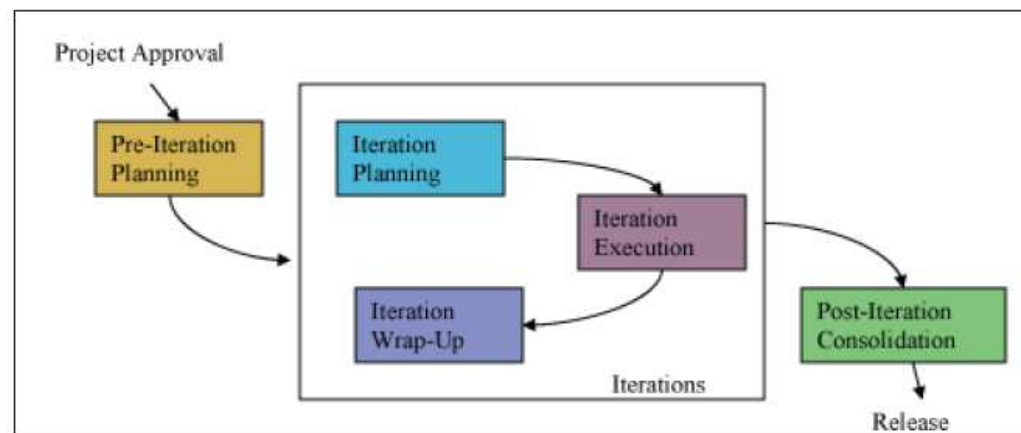 Project Approval
Pre-Iteration
Planning
Iteration
Planning
Iteration
Execution
Iteration
Wrap-Up
Iterations
Post-Iteration
Consolidation
Release